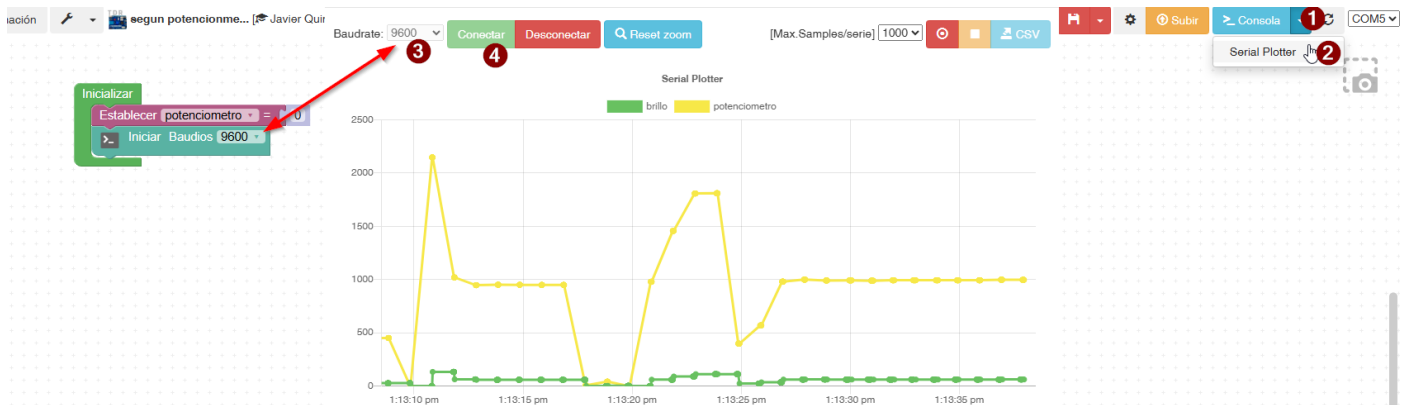 ación
segun potencionme... [ Javier Quir
Baudrate: 9600 Conectar Desconectar Reset zoom
[Max.Samples/serie] 1000 CSV
Subir Consola 1 COM5
Serial Plotter 2
3 4
Inicializar
Establecer potenciometro = 0
Iniciar Baudios 9600
Serial Plotter
brillo potenciometro
2500
2000
1500
1000
500
0
1:13:10 pm 1:13:15 pm 1:13:20 pm 1:13:25 pm 1:13:30 pm 1:13:35 pm